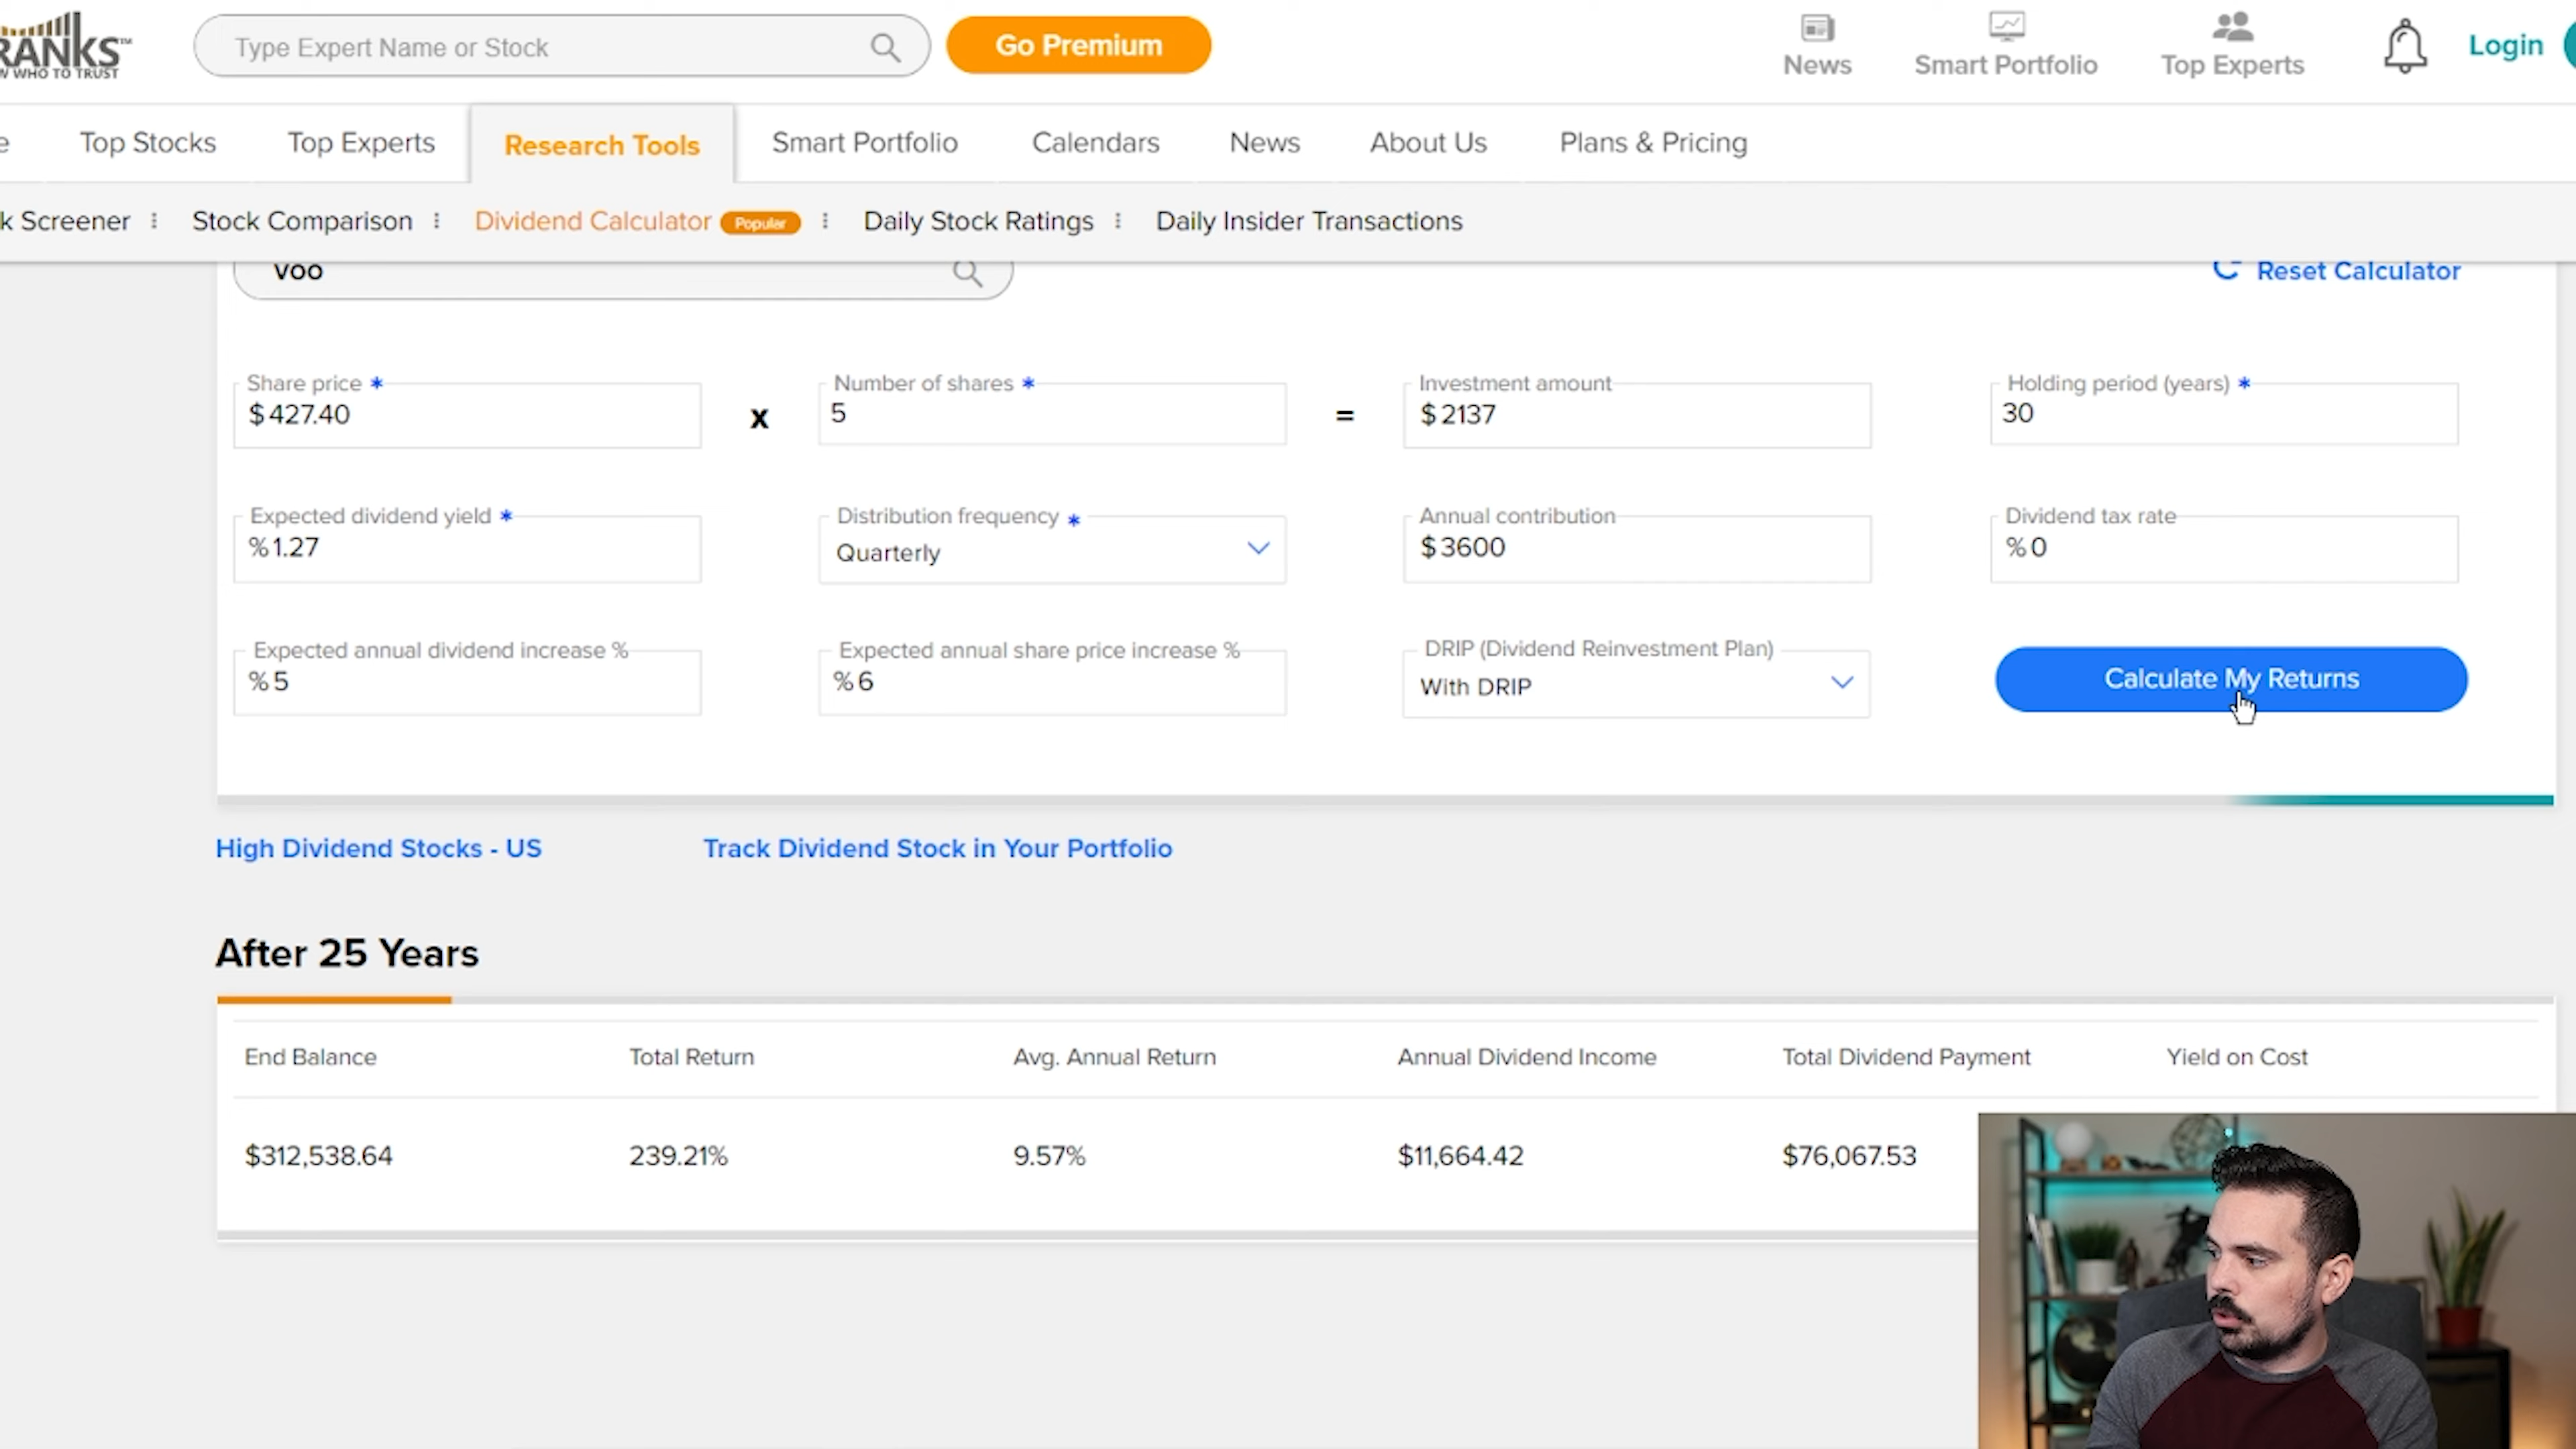 RANKS™
W WHO TO TRUST
Type Expert Name or Stock
Go Premium
News
Smart Portfolio
Top Experts
Login
e
Top Stocks
Top Experts
Research Tools
Smart Portfolio
Calendars
News
About Us
Plans & Pricing
k Screener
Stock Comparison
Dividend Calculator Popular
Daily Stock Ratings
Daily Insider Transactions
VOO
Reset Calculator
Share price *
$ 427.40
x
Number of shares *
5
=
Investment amount
$ 2137
Holding period (years) *
30
Expected dividend yield *
% 1.27
Distribution frequency *
Quarterly
Annual contribution
$ 3600
Dividend tax rate
% 0
Expected annual dividend increase %
% 5
Expected annual share price increase %
% 6
DRIP (Dividend Reinvestment Plan)
With DRIP
Calculate My Returns
High Dividend Stocks - US
Track Dividend Stock in Your Portfolio
After 25 Years
End Balance
Total Return
Avg. Annual Return
Annual Dividend Income
Total Dividend Payment
Yield on Cost
$312,538.64
239.21%
9.57%
$11,664.42
$76,067.53